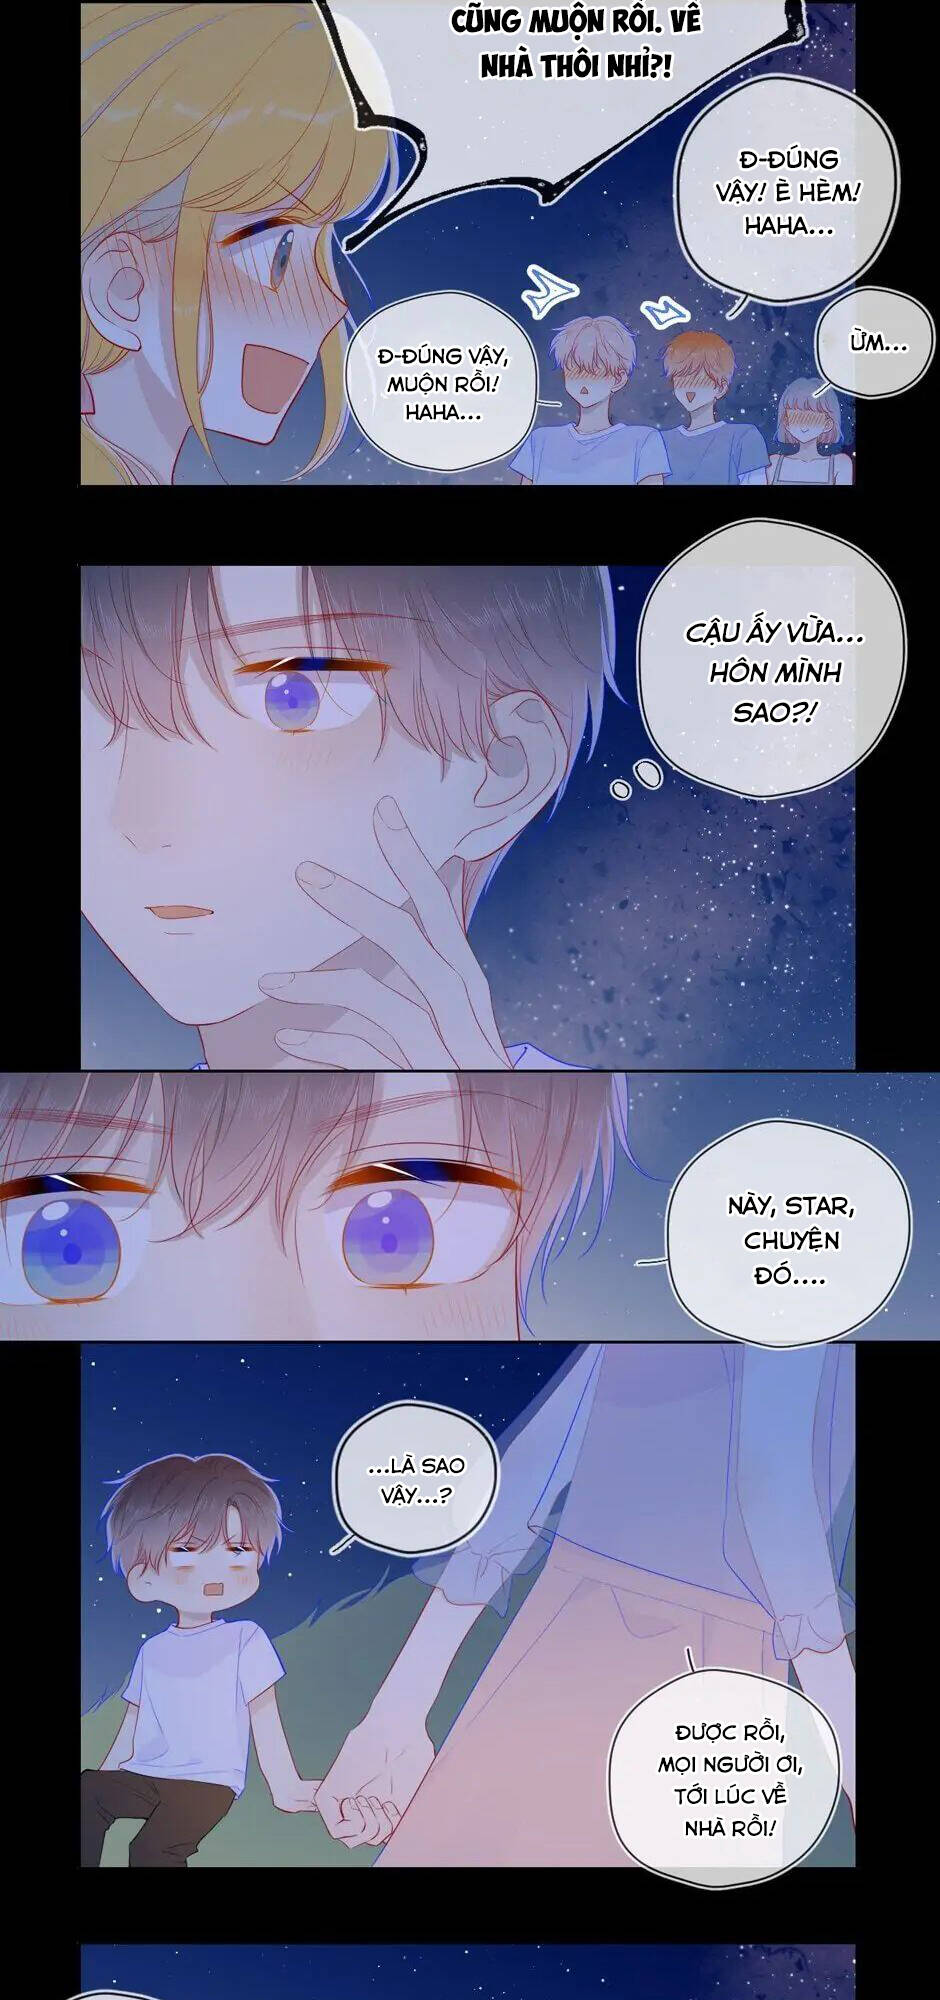 CŨNG MUỘN RỒI. VỀ
NHÀ THÔI NHỈ?!
Đ-ĐÚNG
VẬY! È HÈM!
HAHA...
ỪM...
Đ-ĐÚNG VẬY,
MUỘN RỒI!
HAHA...
CẬU ẤY VỪA...
HÔN MÌNH
SAO?!
NÀY, STAR,
CHUYỆN
ĐÓ....
...LÀ SAO
VẬY...?
ĐƯỢC RỒI,
MỌI NGƯỜI ƠI,
TỚI LÚC VỀ
NHÀ RỒI!